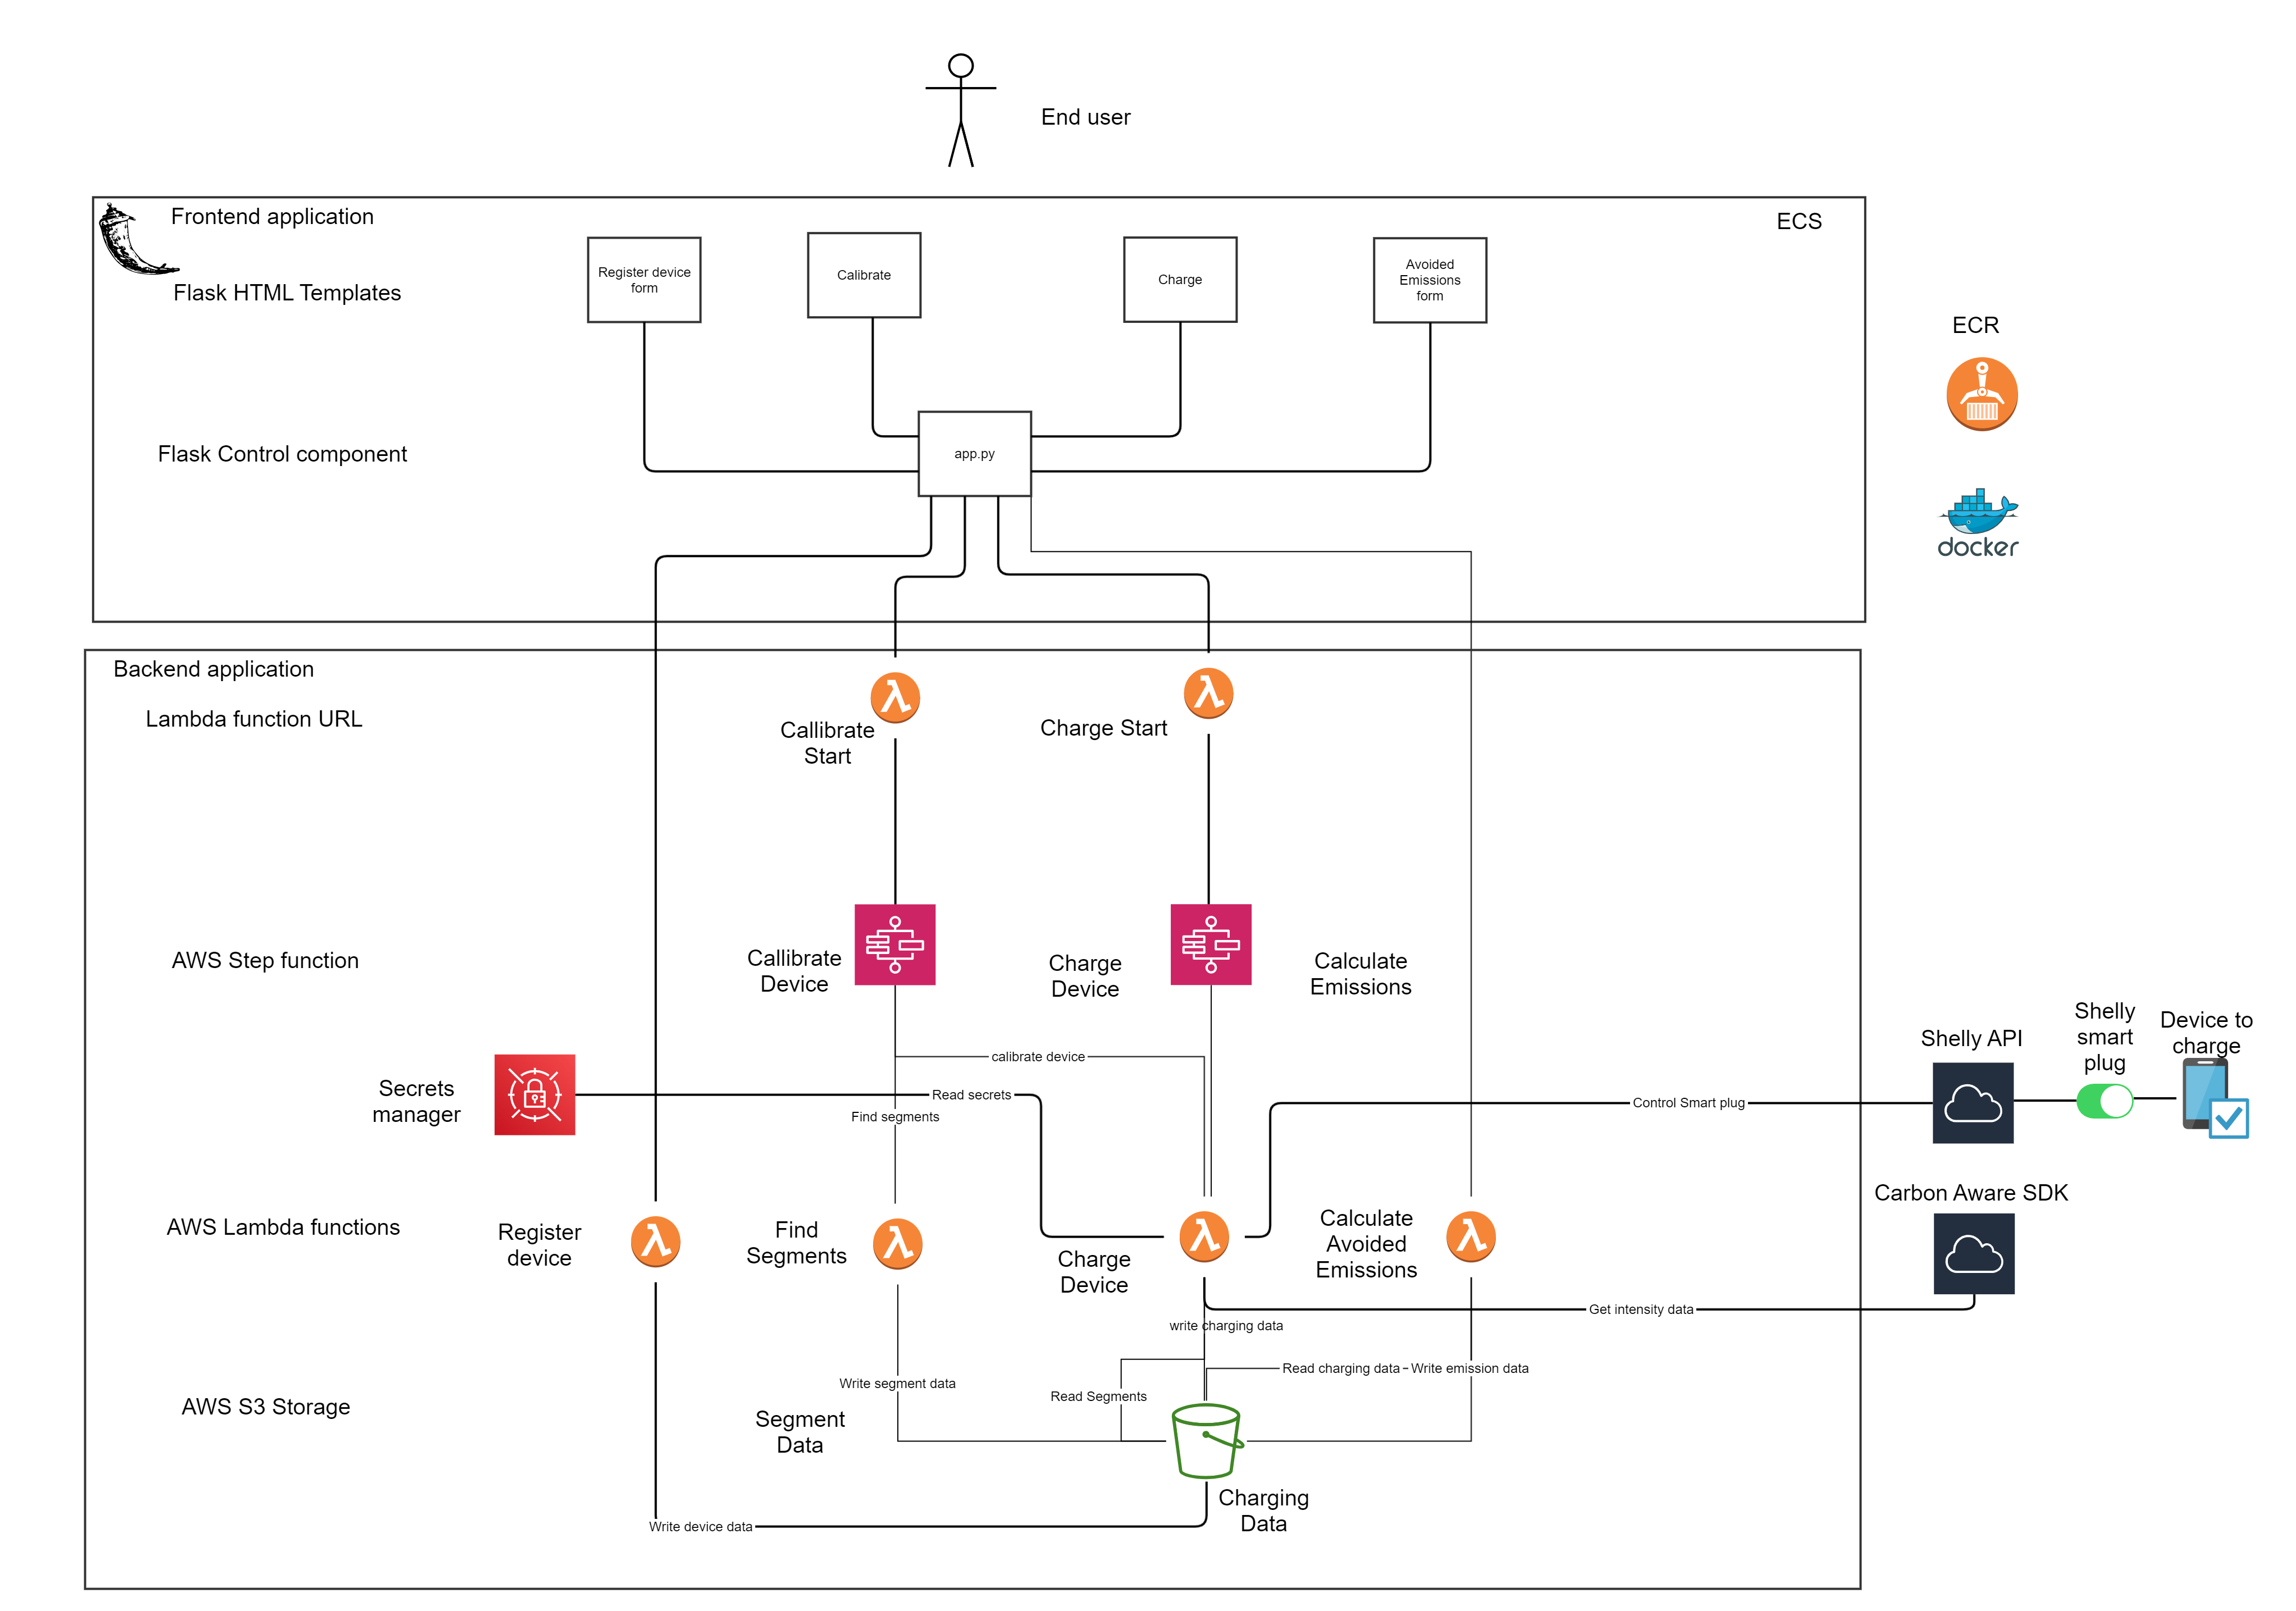 End user
Frontend application
ECS
Register device
form
Calibrate
Charge
Avoided
Emissions
form
Flask HTML Templates
ECR
Flask Control component
app.py
docker
Backend application
Lambda function URL
Callibrate
Start
Charge Start
AWS Step function
Callibrate
Device
Charge
Device
Calculate
Emissions
Shelly API
Shelly
smart
plug
Device to
charge
calibrate device
Secrets
manager
Read secrets
Find segments
Control Smart plug
Carbon Aware SDK
AWS Lambda functions
Register
device
Find
Segments
Charge
Device
Calculate
Avoided
Emissions
Get intensity data
write charging data
Read charging data
Write emission data
Write segment data
Read Segments
AWS S3 Storage
Segment
Data
Charging
Data
Write device data